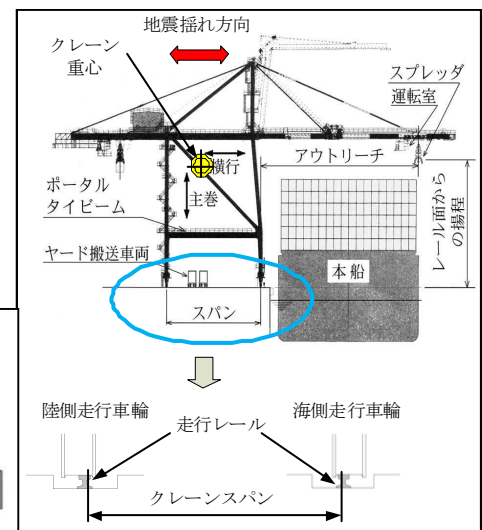 地震揺れ方向
クレーン
重心
スプレッダ
運転室
アウトリーチ
横行
主巻
ポータル
タイビーム
レール面から
の揚程
ヤード搬送車両
本船
スパン
陸側走行車輪
海側走行車輪
走行レール
クレーンスパン